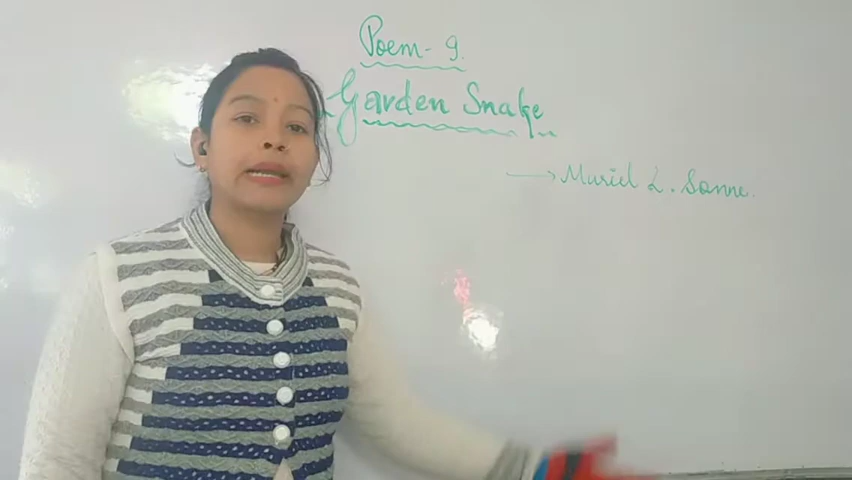 Poem - 9.
Garden Snake
→ Muriel L. Sonne.